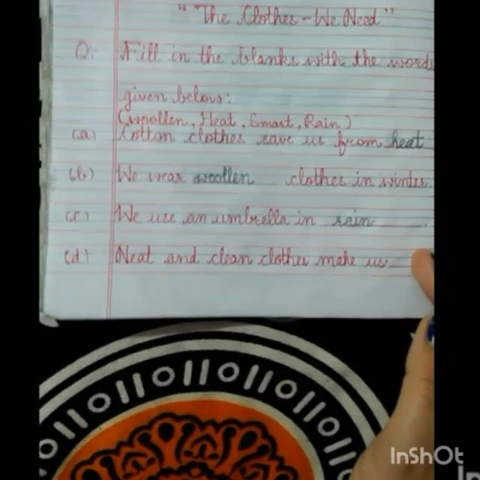 "The Clothes - We Need"
Q:- Fill in the blanks with the words
given below:
(Woollen, Heat, Smart, Rain)
(a) Cotton clothes save us from heat
(b) We wear woollen clothes in winter.
(c) We use an umbrella in rain.
(d) Neat and clean clothes make us
InShOt
In